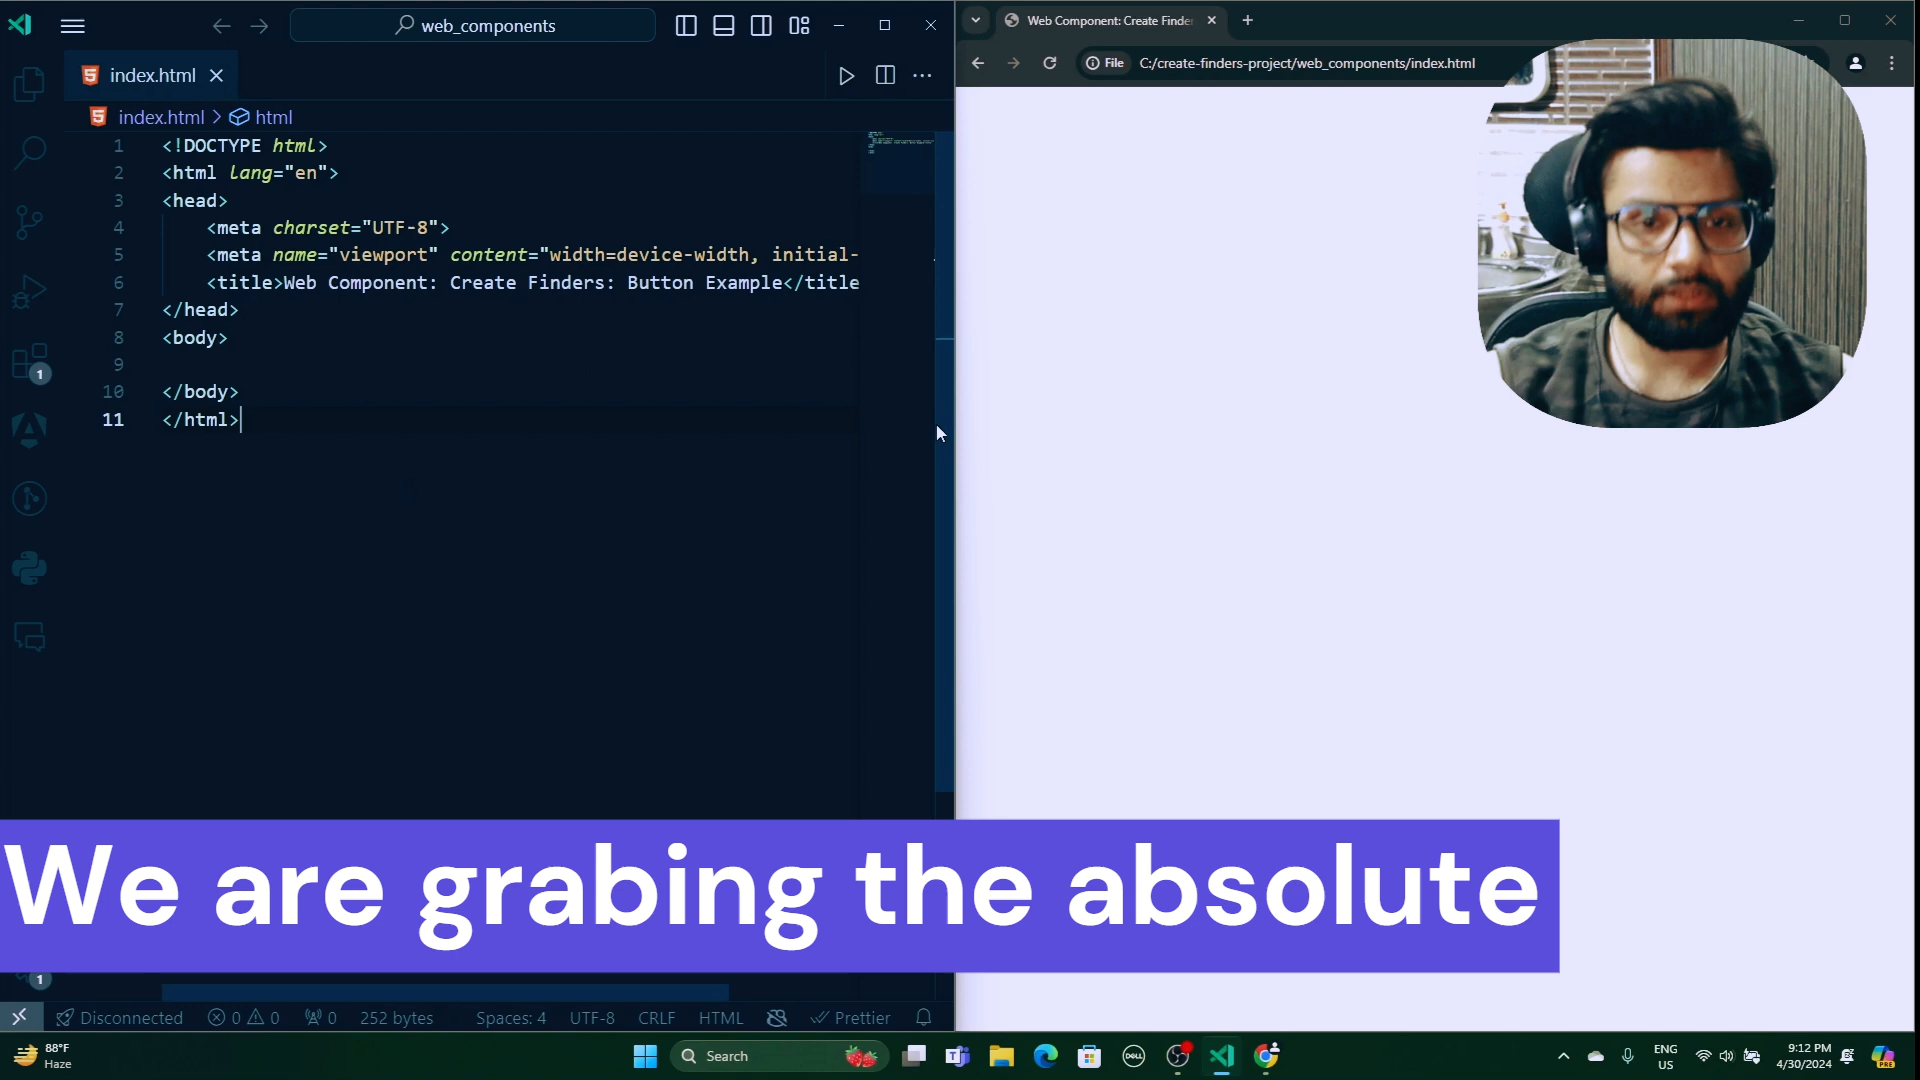 web_components
index.html
index.html > html
1 <!DOCTYPE html>
2 <html lang="en">
3 <head>
4 <meta charset="UTF-8">
5 <meta name="viewport" content="width=device-width, initial-
6 <title>Web Component: Create Finders: Button Example</title
7 </head>
8 <body>
9
10 </body>
11 </html>
1
Web Component: Create Finde
File C:/create-finders-project/web_components/index.html
We are grabing the absolute
1
Disconnected 0 0 0 252 bytes Spaces: 4 UTF-8 CRLF HTML Prettier
88°F
Haze
Search
DELL
ENG
US
9:12 PM
4/30/2024
PRE